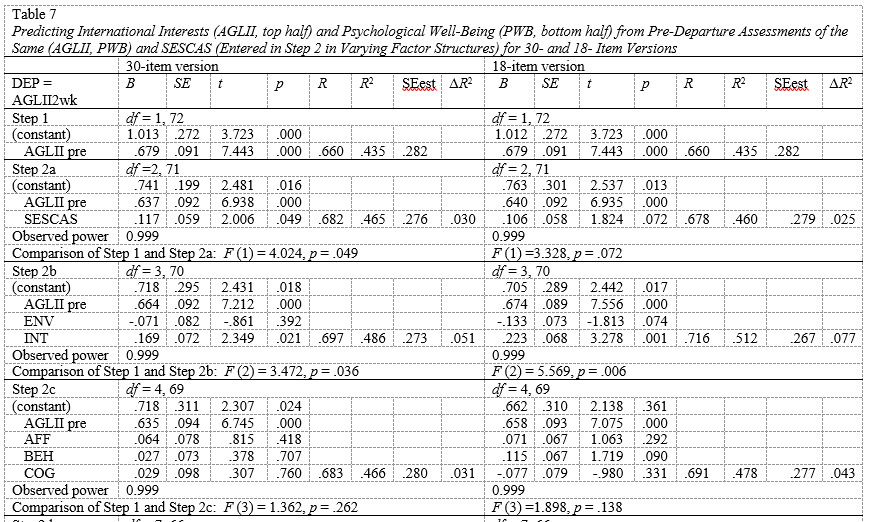 Table 7
Predicting International Interests (AGLII, top half) and Psychological Well-Being (PWB, bottom half) from Pre-Departure Assessments of the
Same (AGLII, PWB) and SESCAS (Entered in Step 2 in Varying Factor Structures) for 30- and 18- Item Versions
30-item version 18-item version
DEP = B SE t p R R² SEest ΔR² B SE t p R R² SEest ΔR²
AGLII2wk
Step 1 df = 1, 72 df = 1, 72
(constant) 1.013 .272 3.723 .000 1.012 .272 3.723 .000
AGLII pre .679 .091 7.443 .000 .660 .435 .282 .679 .091 7.443 .000 .660 .435 .282
Step 2a df =2, 71 df = 2, 71
(constant) .741 .199 2.481 .016 .763 .301 2.537 .013
AGLII pre .637 .092 6.938 .000 .640 .092 6.935 .000
SESCAS .117 .059 2.006 .049 .682 .465 .276 .030 .106 .058 1.824 .072 .678 .460 .279 .025
Observed power 0.999 0.999
Comparison of Step 1 and Step 2a: F (1) = 4.024, p = .049 F (1) =3.328, p = .072
Step 2b df = 3, 70 df = 3, 70
(constant) .718 .295 2.431 .018 .705 .289 2.442 .017
AGLII pre .664 .092 7.212 .000 .674 .089 7.556 .000
ENV -.071 .082 -.861 .392 -.133 .073 -1.813 .074
INT .169 .072 2.349 .021 .697 .486 .273 .051 .223 .068 3.278 .001 .716 .512 .267 .077
Observed power 0.999 0.999
Comparison of Step 1 and Step 2b: F (2) = 3.472, p = .036 F (2) = 5.569, p = .006
Step 2c df = 4, 69 df = 4, 69
(constant) .718 .311 2.307 .024 .662 .310 2.138 .361
AGLII pre .635 .094 6.745 .000 .658 .093 7.075 .000
AFF .064 .078 .815 .418 .071 .067 1.063 .292
BEH .027 .073 .378 .707 .115 .067 1.719 .090
COG .029 .098 .307 .760 .683 .466 .280 .031 -.077 .079 -.980 .331 .691 .478 .277 .043
Observed power 0.999 0.999
Comparison of Step 1 and Step 2c: F (3) = 1.362, p = .262 F (3) =1.898, p = .138